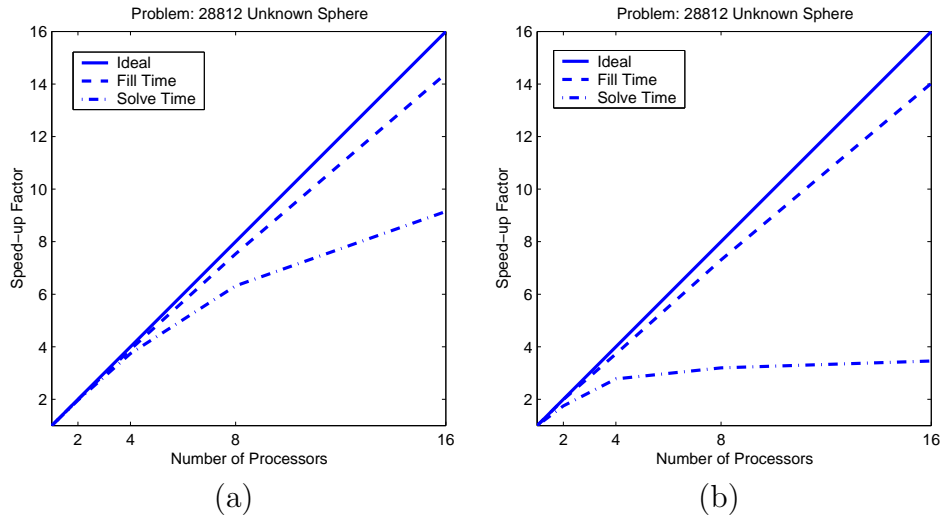 Problem: 28812 Unknown Sphere
16
14
12
10
8
6
4
2
Speed-up Factor
Ideal
Fill Time
Solve Time
2 4 8 16
Number of Processors
(a)
Problem: 28812 Unknown Sphere
16
14
12
10
8
6
4
2
Speed-up Factor
Ideal
Fill Time
Solve Time
2 4 8 16
Number of Processors
(b)